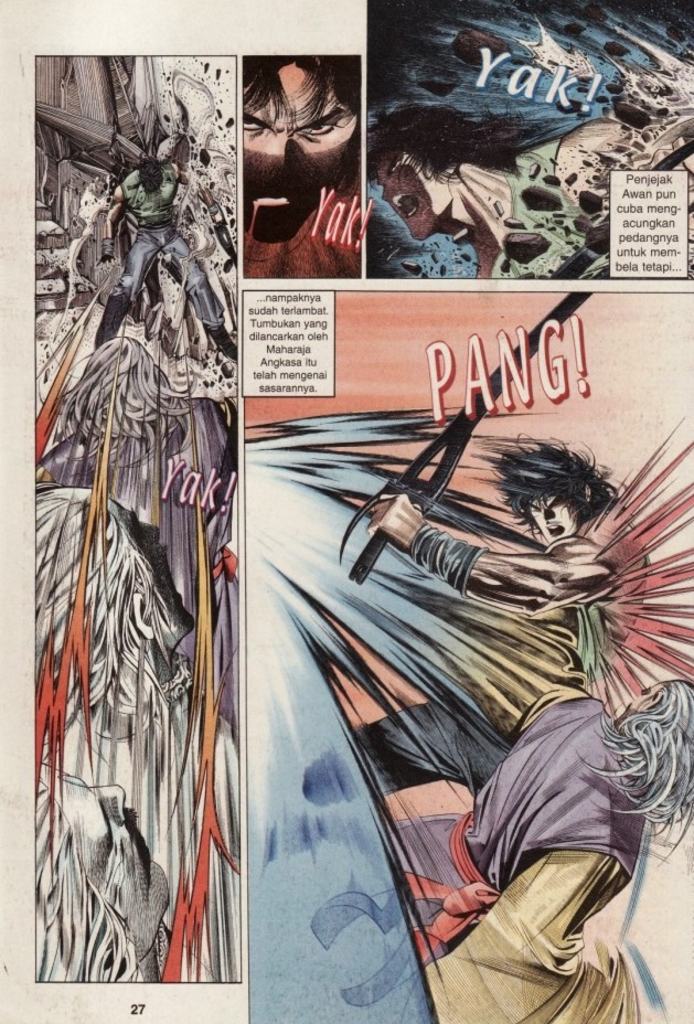 Yak!
Yak!
Yak!
Penjejak
Awan pun
cuba meng-
acungkan
pedangnya
untuk mem-
bela tetapi...
...nampaknya
sudah terlambat.
Tumbukan yang
dilancarkan oleh
Maharaja
Angkasa itu
telah mengenai
sasarannya.
PANG!
27